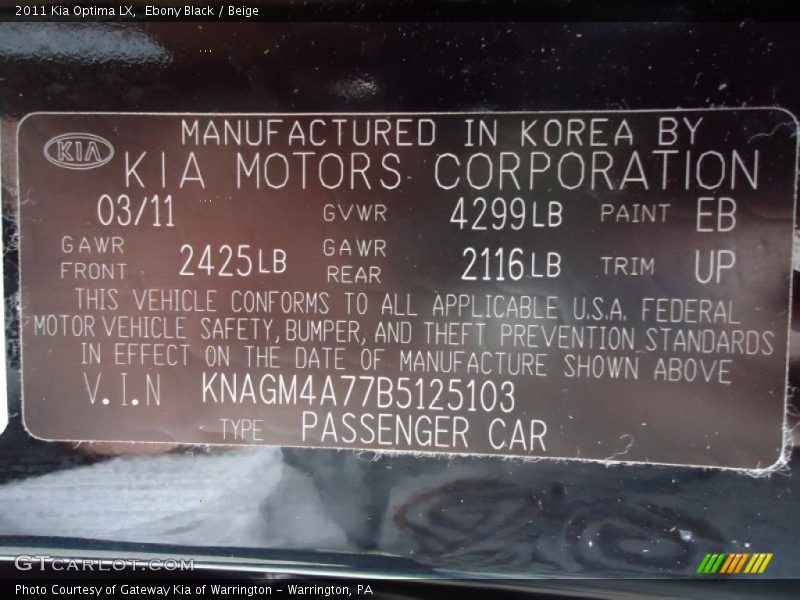 2011 Kia Optima LX,  Ebony Black / Beige
MANUFACTURED IN KOREA BY
KIA KIA MOTORS CORPORATION
03/11 GVWR 4299LB PAINT EB
GAWR FRONT 2425LB GAWR REAR 2116LB TRIM UP
THIS VEHICLE CONFORMS TO ALL APPLICABLE U.S.A. FEDERAL
MOTOR VEHICLE SAFETY, BUMPER, AND THEFT PREVENTION STANDARDS
IN EFFECT ON THE DATE OF MANUFACTURE SHOWN ABOVE
V.I.N KNAGM4A77B5125103
TYPE PASSENGER CAR
GTCARLOT.COM
Photo Courtesy of Gateway Kia of Warrington - Warrington, PA